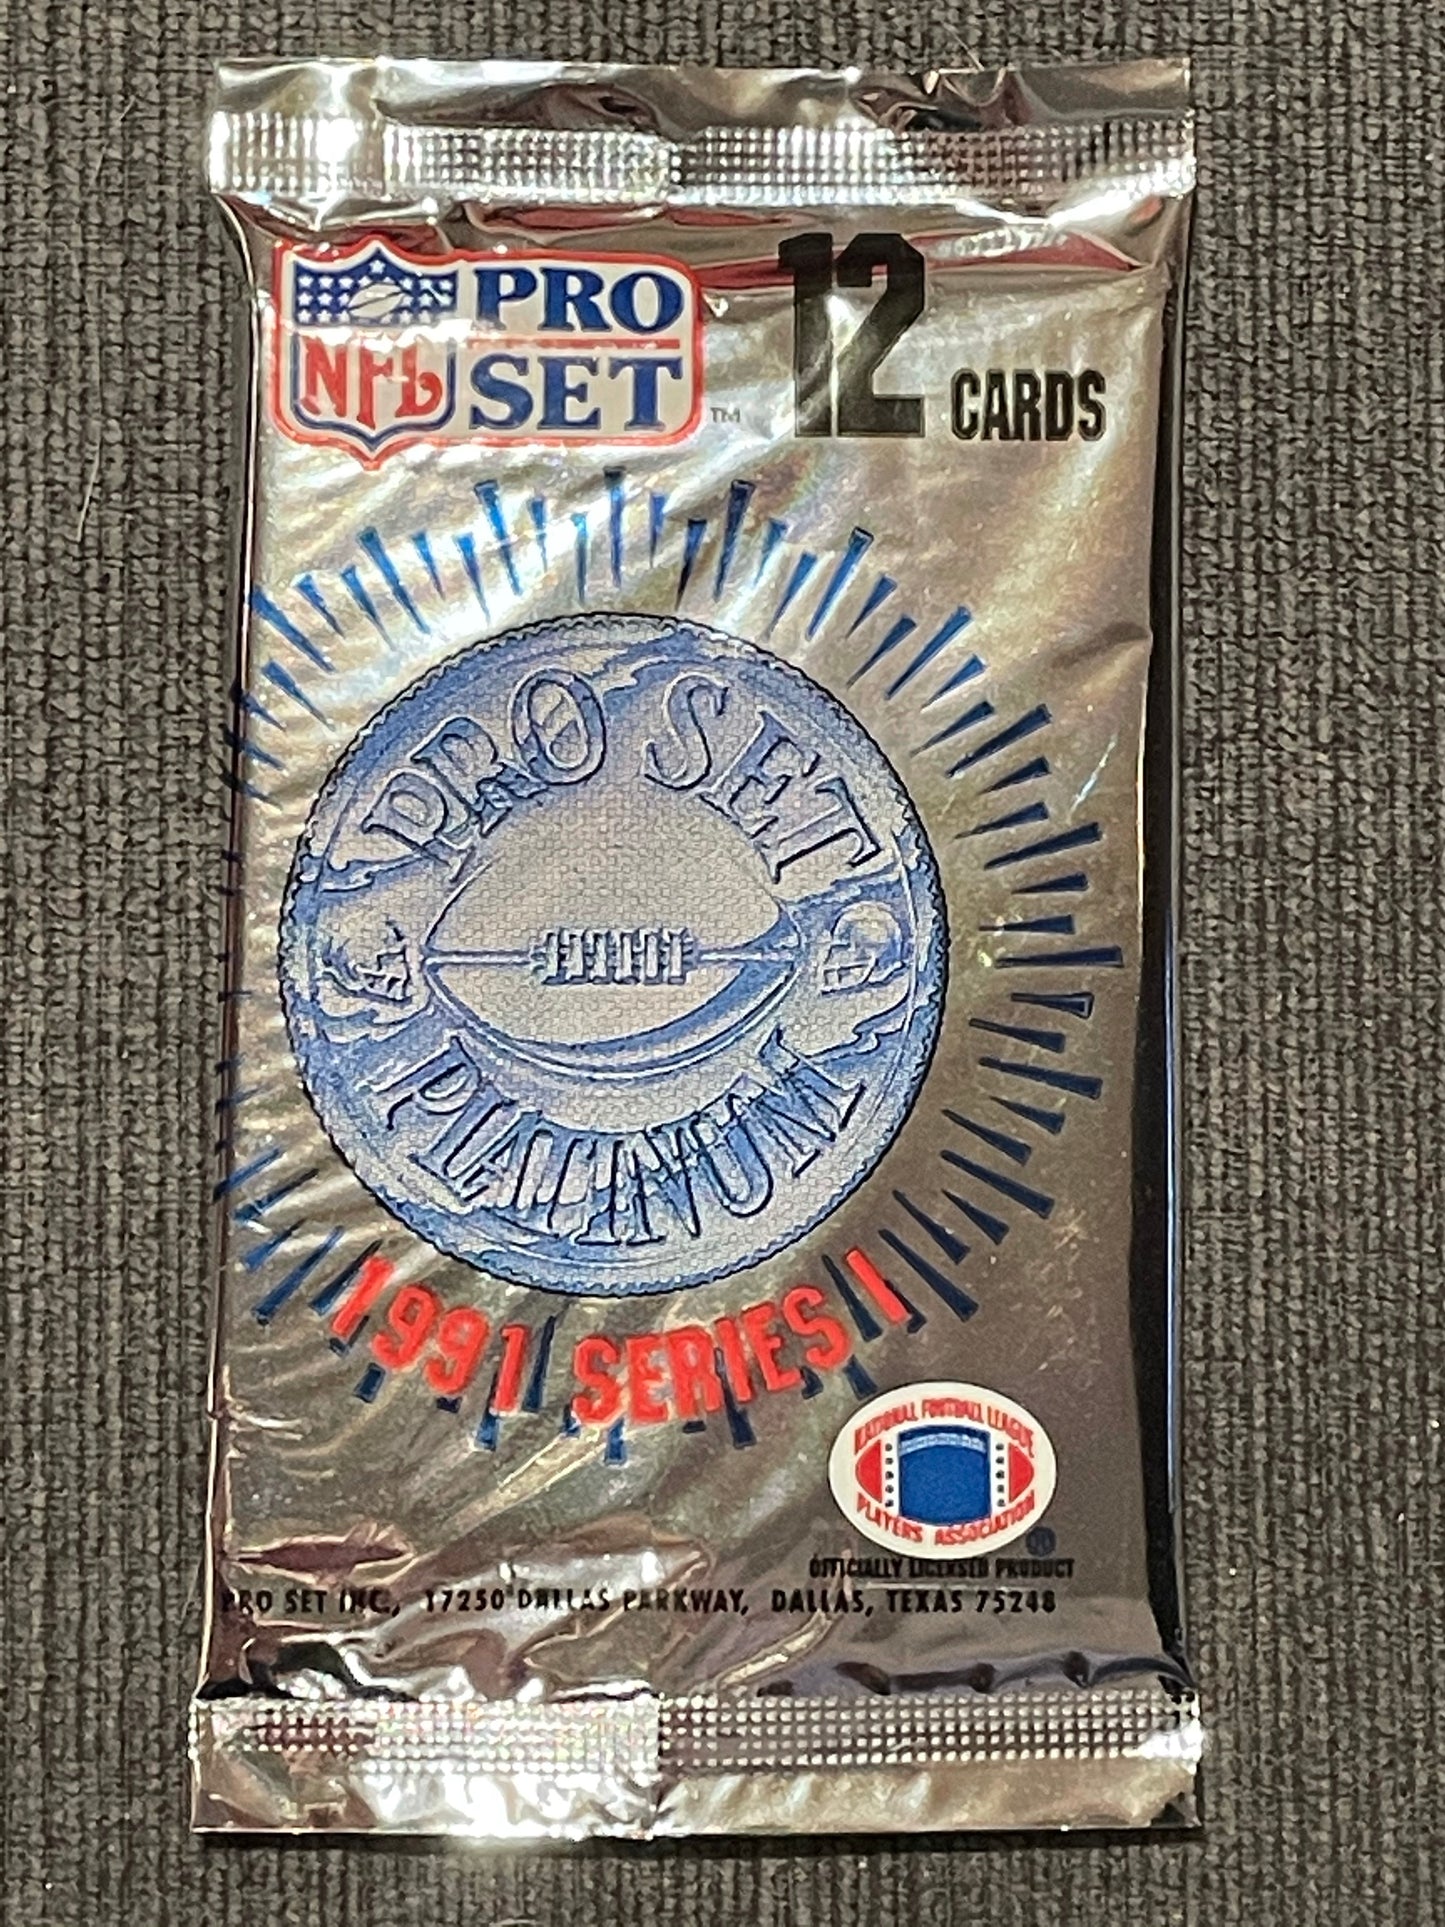 NFL PRO SET ™
12 CARDS
PRO SET
PLATINUM
1991 SERIES I
NATIONAL FOOTBALL LEAGUE
PLAYERS ASSOCIATION
OFFICIALLY LICENSED PRODUCT
PRO SET INC., 17250 DALLAS PARKWAY, DALLAS, TEXAS 75248